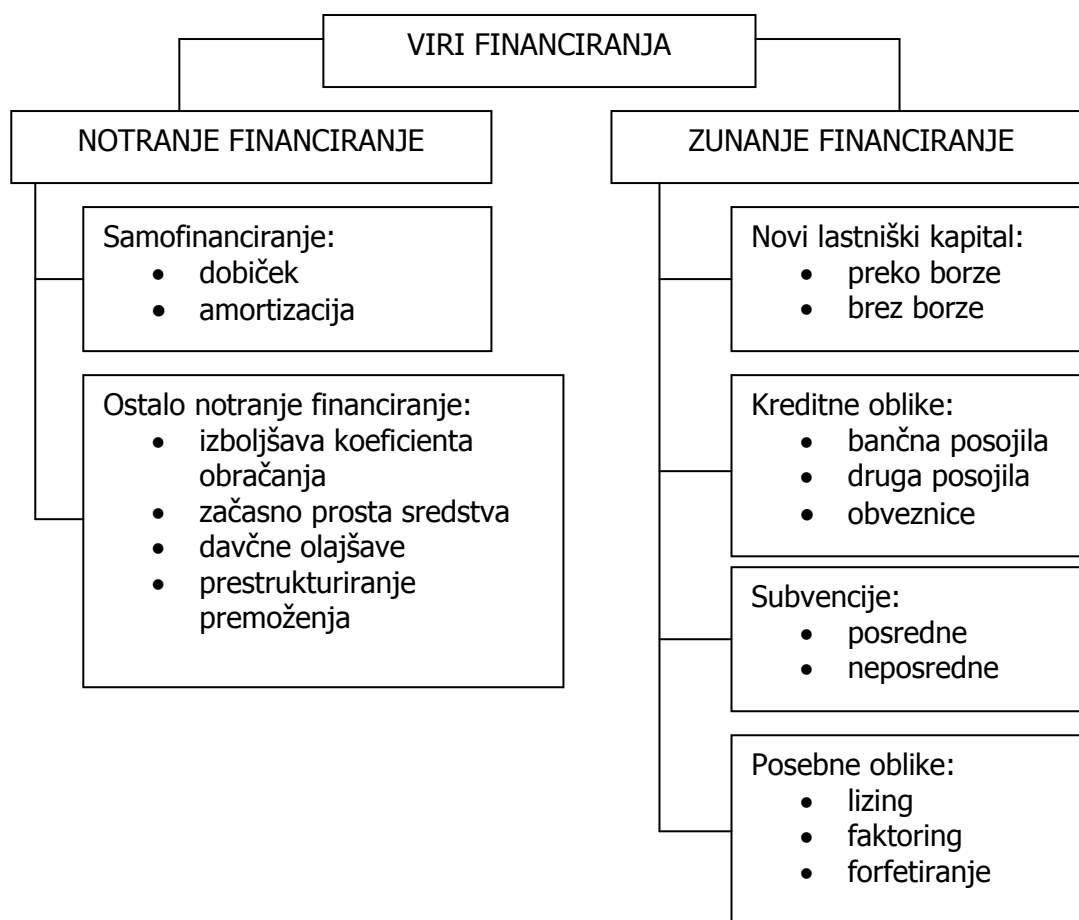 VIRI FINANCIRANJA
NOTRANJE FINANCIRANJE
Samofinanciranje:
• dobiček
• amortizacija
Ostalo notranje financiranje:
• izboljšava koeficienta
obračanja
• začasno prosta sredstva
• davčne olajšave
• prestrukturiranje
premoženja
ZUNANJE FINANCIRANJE
Novi lastniški kapital:
• preko borze
• brez borze
Kreditne oblike:
• bančna posojila
• druga posojila
• obveznice
Subvencije:
• posredne
• neposredne
Posebne oblike:
• lizing
• faktoring
• forfetiranje